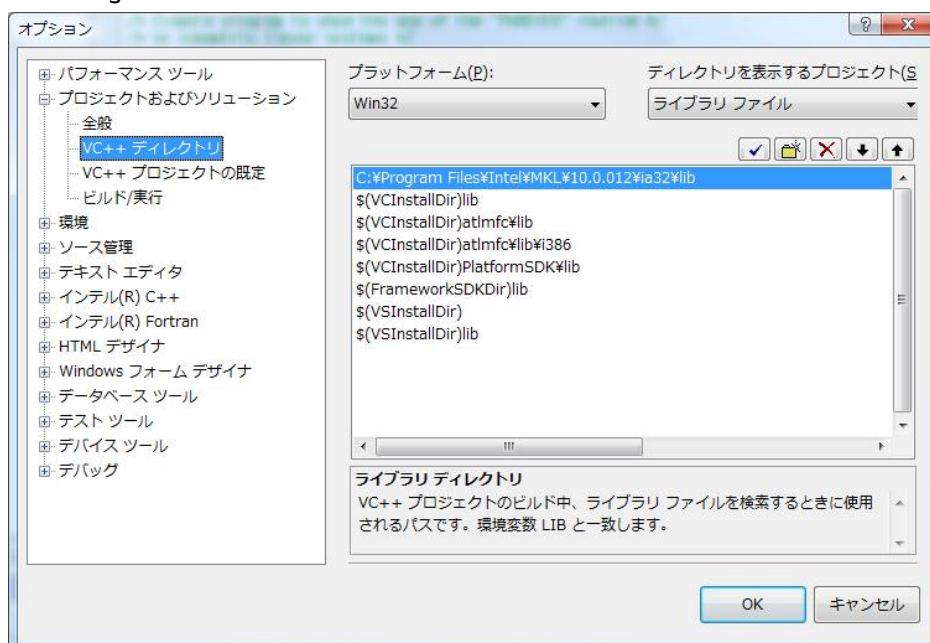 オプション
パフォーマンス ツール
プロジェクトおよびソリューション
全般
VC++ ディレクトリ
VC++ プロジェクトの既定
ビルド/実行
環境
ソース管理
テキスト エディタ
インテル(R) C++
インテル(R) Fortran
HTML デザイナ
Windows フォーム デザイナ
データベース ツール
テスト ツール
デバイス ツール
デバッグ
プラットフォーム(P):
Win32
ディレクトリを表示するプロジェクト(S
ライブラリ ファイル
C:¥Program Files¥Intel¥MKL¥10.0.012¥ia32¥lib
$(VCInstallDir)lib
$(VCInstallDir)atlmfc¥lib
$(VCInstallDir)atlmfc¥lib¥i386
$(VCInstallDir)PlatformSDK¥lib
$(FrameworkSDKDir)lib
$(VSInstallDir)
$(VSInstallDir)lib
ライブラリ ディレクトリ
VC++ プロジェクトのビルド中、ライブラリ ファイルを検索するときに使用
されるパスです。環境変数 LIB と一致します。
OK
キャンセル